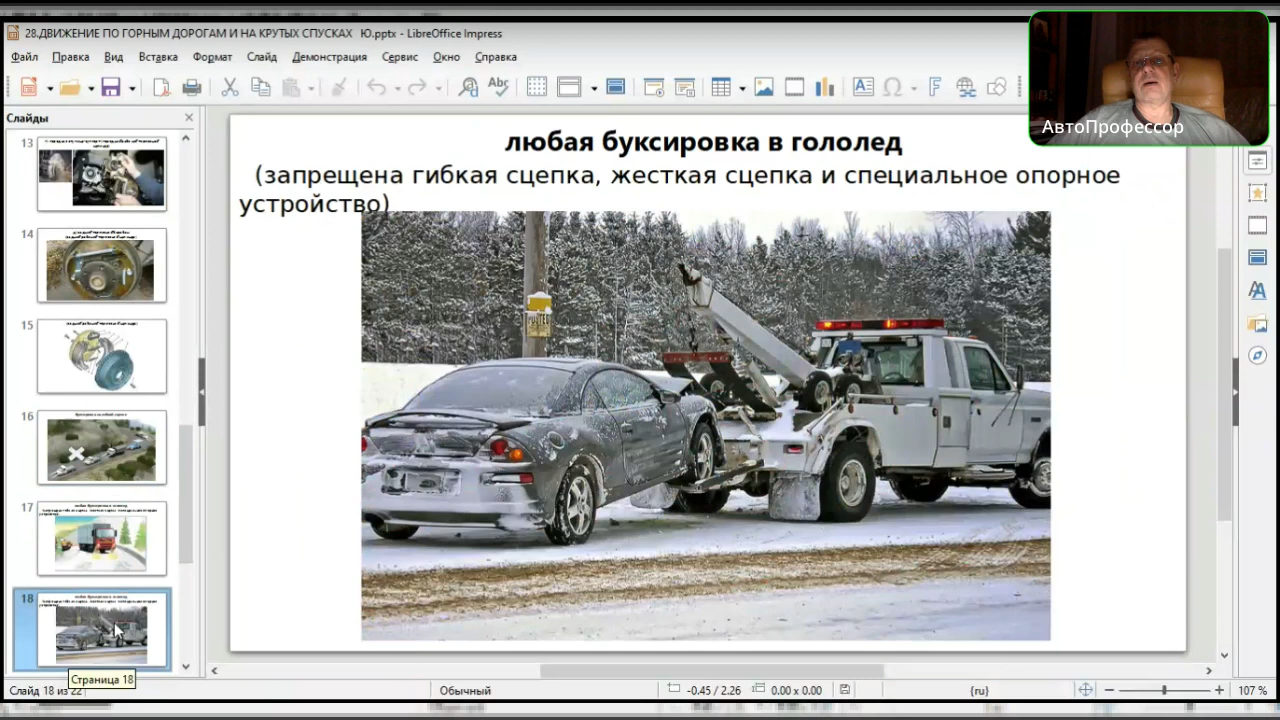 28.ДВИЖЕНИЕ ПО ГОРНЫМ ДОРОГАМ И НА КРУТЫХ СПУСКАХ Ю.pptx - LibreOffice Impress
Файл Правка Вид Вставка Формат Слайд Демонстрация Сервис Окно Справка
АвтоПрофессор
Слайды
любая буксировка в гололед
(запрещена гибкая сцепка, жесткая сцепка и специальное опорное
устройство)
13
14
15
16
17
18
Страница 18
Слайд 18 из 22
Обычный
-0.45 / 2.26
0.00 x 0.00
{ru}
107 %